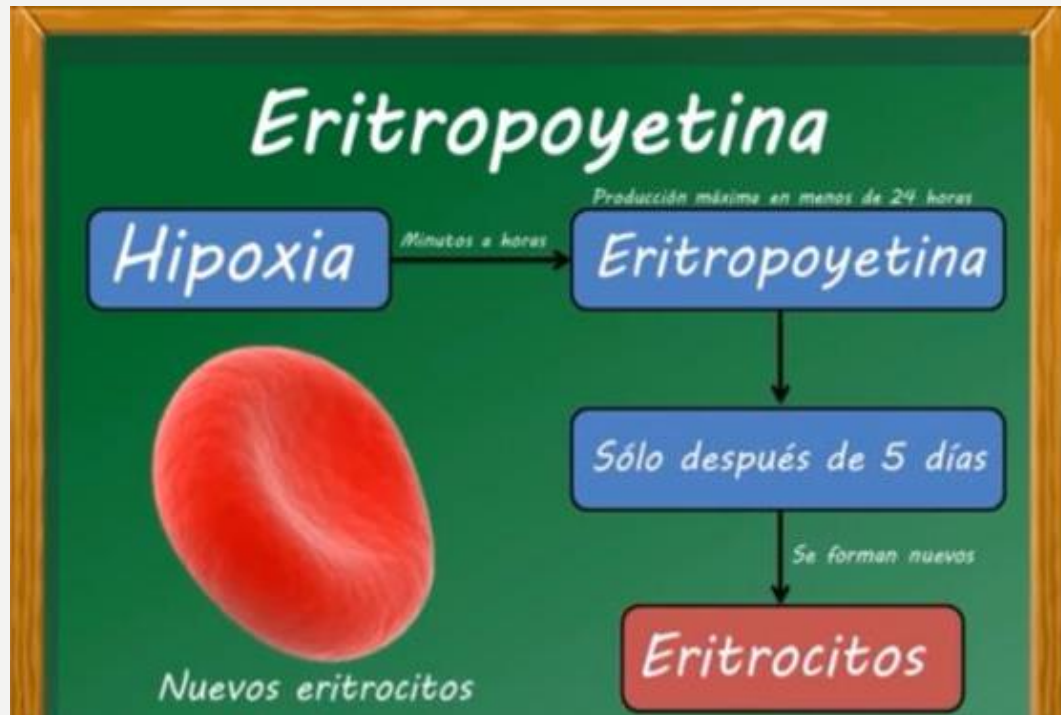 Eritropoyetina
Producción máxima en menos de 24 horas
Hipoxia
Minutos a horas
Eritropoyetina
Sólo después de 5 días
Se forman nuevos
Eritrocitos
Nuevos eritrocitos